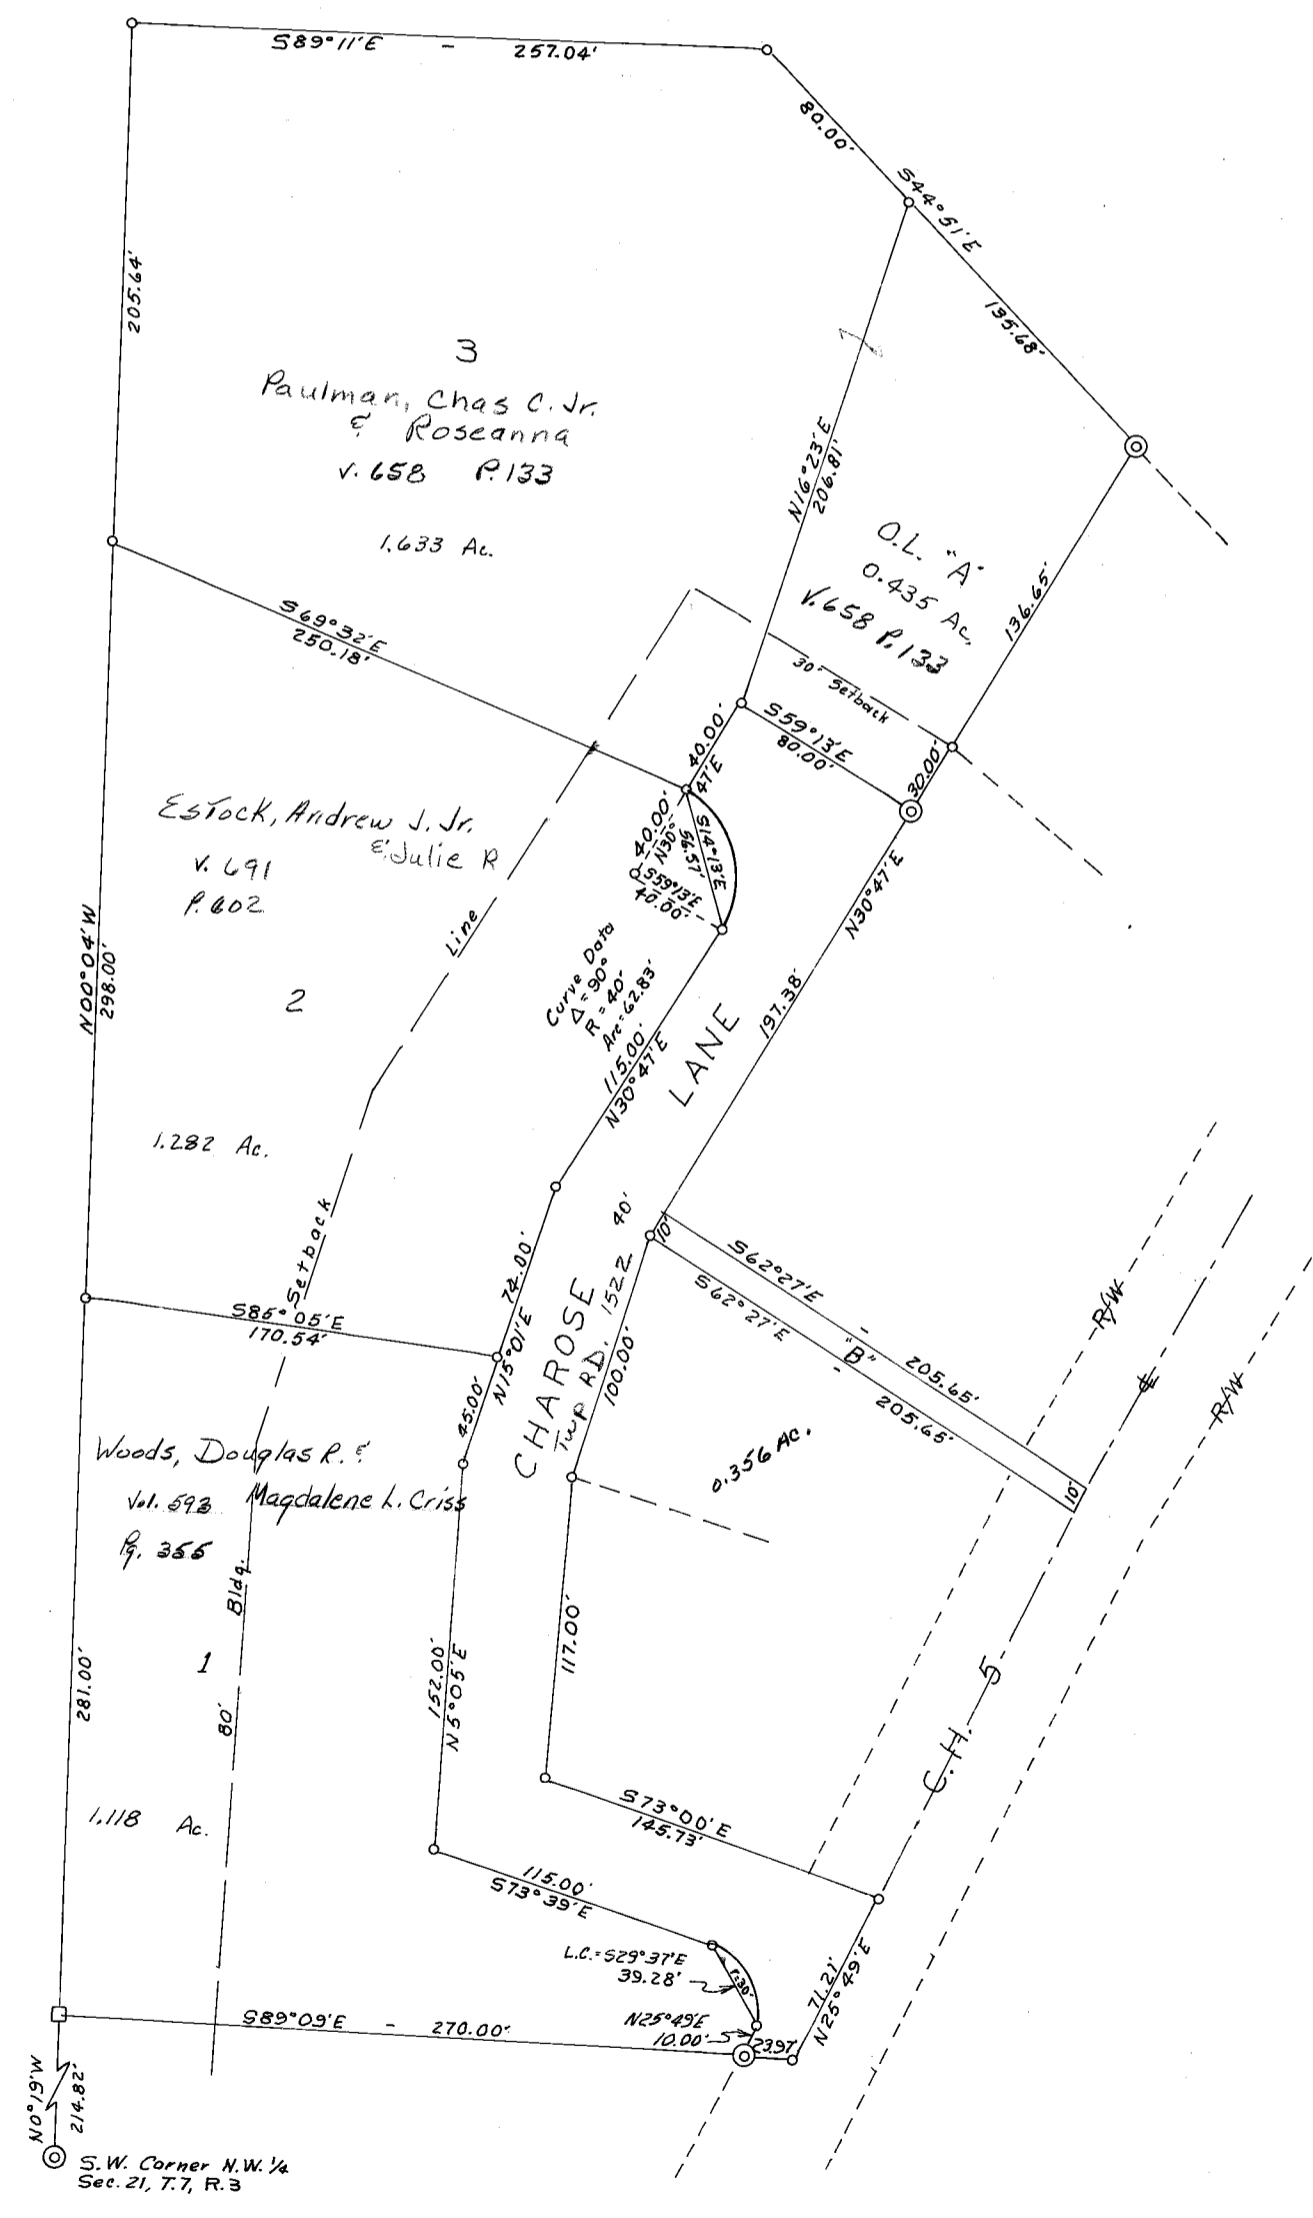 S89°11'E - 257.04'
80.00'
S44°51'E
135.68'
205.64'
3
Paulman, Chas C. Jr.
& Roseanna
V. 658 P. 133
1.633 Ac.
N16°23'E
206.81'
O.L. "A"
0.435 Ac.
V. 658 P. 133
136.65'
30' Setback
S69°32'E
250.18'
40.00'
S59°13'E
80.00'
30.00'
47'E
40.00'
N30°
S14°13'E
56.57'
S59°13'E
40.00'
Estock, Andrew J. Jr.
& Julie R
V. 691
P. 602
Line
N30°47'E
197.38'
Curve Data
Δ = 90°
R = 40'
Arc = 62.83'
115.00'
N30°47'E
LANE
N00°04'W
298.00'
2
1.282 Ac.
Setback
74.00'
N15°01'E
40'
10'
S62°27'E - 205.65'
"B"
S62°27'E - 205.65'
10'
R/W
℄
R/W
S85°05'E
170.54'
45.00'
CHAROSE
Twp RD. 1522
100.00'
0.356 Ac.
Woods, Douglas R. &
Vol. 593 Magdalene L. Criss
Pg. 355
Bldg.
1
80'
281.00'
152.00'
N5°05'E
117.00'
C.H. 5
1.118 Ac.
S73°00'E
145.73'
115.00'
S73°39'E
L.C. = S29°37'E
39.28'
r=30'
N25°49'E
10.00'
23.97'
71.21'
N25°49'E
S89°09'E - 270.00'
N0°19'W
214.82'
S.W. Corner N.W. 1/4
Sec. 21, T.7, R.3